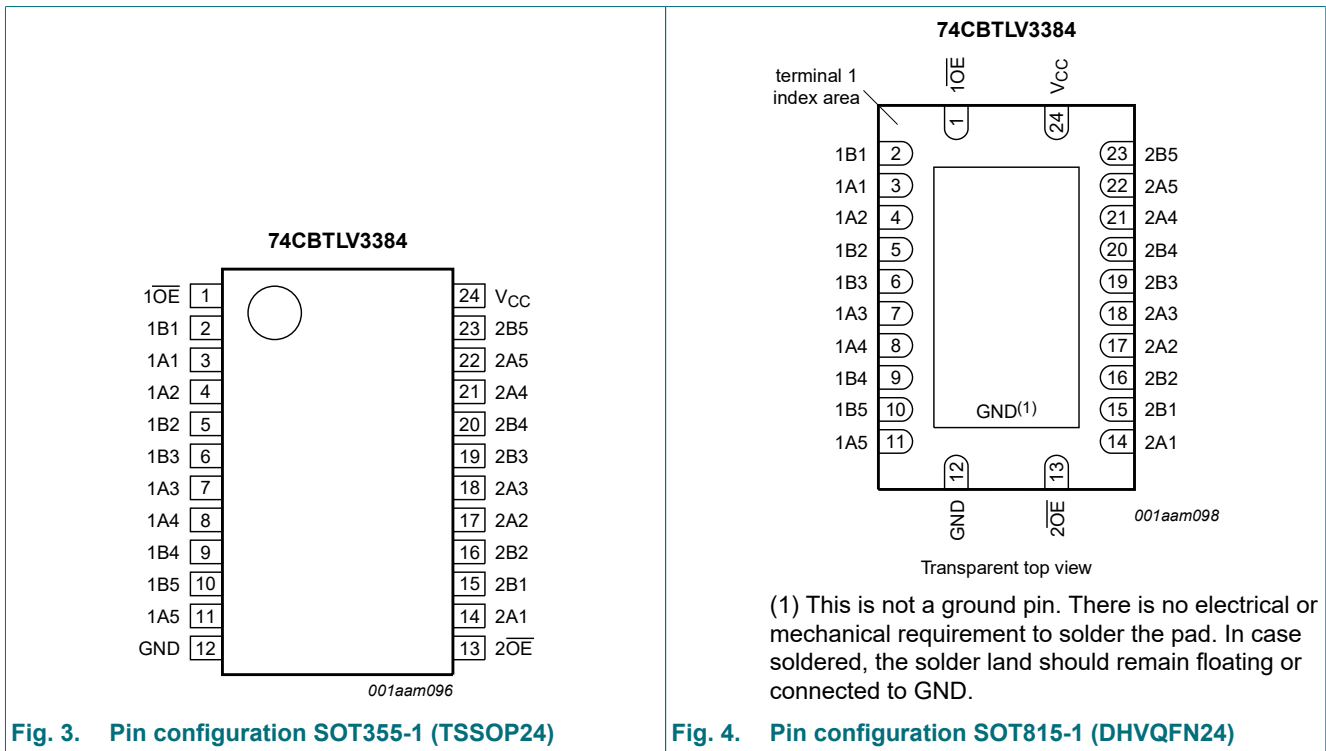 74CBTLV3384
1OE 1
1B1 2
1A1 3
1A2 4
1B2 5
1B3 6
1A3 7
1A4 8
1B4 9
1B5 10
1A5 11
GND 12
24 VCC
23 2B5
22 2A5
21 2A4
20 2B4
19 2B3
18 2A3
17 2A2
16 2B2
15 2B1
14 2A1
13 2OE
001aam096
Fig. 3. Pin configuration SOT355-1 (TSSOP24)
74CBTLV3384
terminal 1
index area
1OE
VCC
1
24
1B1 2
1A1 3
1A2 4
1B2 5
1B3 6
1A3 7
1A4 8
1B4 9
1B5 10
1A5 11
23 2B5
22 2A5
21 2A4
20 2B4
19 2B3
18 2A3
17 2A2
16 2B2
15 2B1
14 2A1
GND(1)
12
13
GND
2OE
001aam098
Transparent top view
(1) This is not a ground pin. There is no electrical or
mechanical requirement to solder the pad. In case
soldered, the solder land should remain floating or
connected to GND.
Fig. 4. Pin configuration SOT815-1 (DHVQFN24)